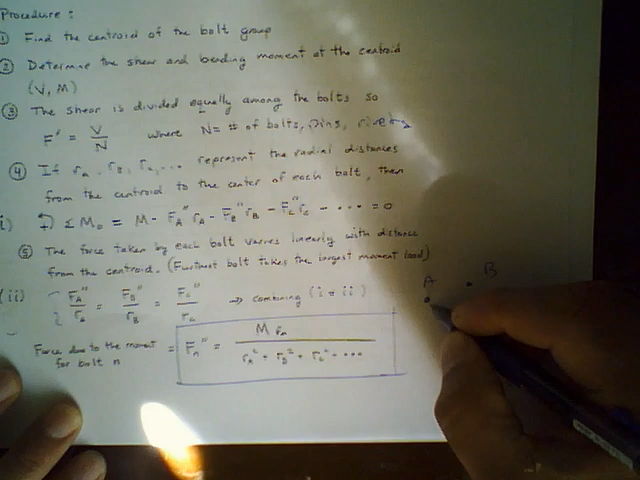 Procedure:
① Find the centroid of the bolt group
② Determine the shear and bending moment at the centroid
(V, M)
③ The shear is divided equally among the bolts so
F' = V/N where N = # of bolts, pins, rivets
④ If rA, rB, rC, ... represent the radial distances
from the centroid to the center of each bolt, then
i) ↻ ΣMo = M - FA"rA - FB"rB - FC"rC - .... = 0
⑤ The force taken by each bolt varies linearly with distance
from the centroid. (Furthest bolt takes the largest moment load)
A B
(ii) FA"/rA = FB"/rB = FC"/rC → combining (i + ii)
Force due to the moment for bolt n = Fn" = M rn / (rA² + rB² + rC² + ...)